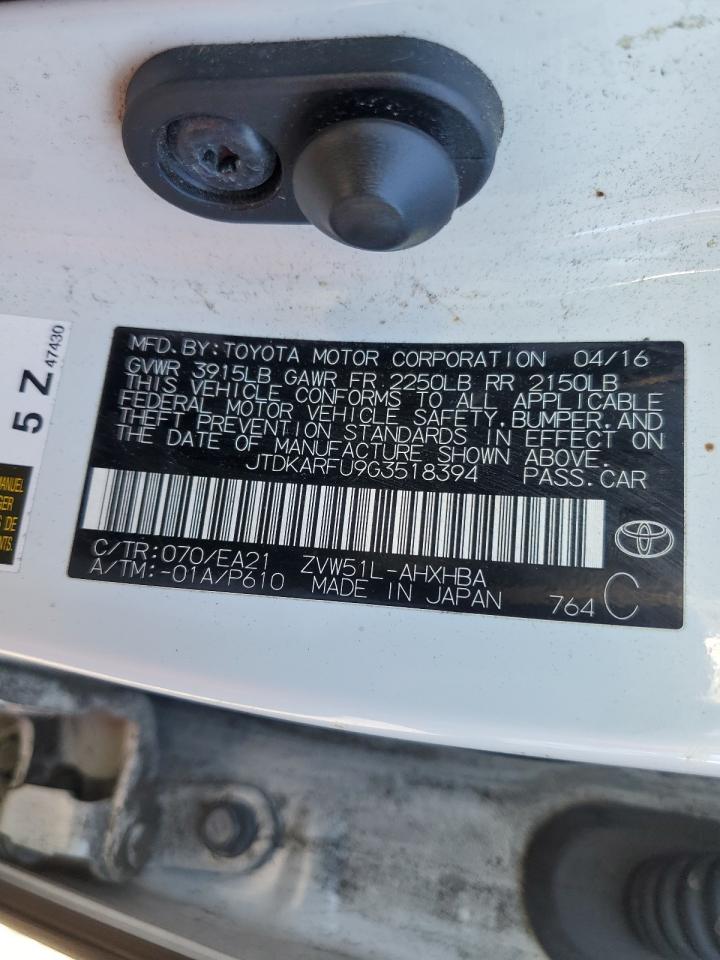 MFD.BY:TOYOTA MOTOR CORPORATION 04/16
GVWR 3915LB GAWR FR 2250LB RR 2150LB
THIS VEHICLE CONFORMS TO ALL APPLICABLE
FEDERAL MOTOR VEHICLE SAFETY,BUMPER,AND
THEFT PREVENTION STANDARDS IN EFFECT ON
THE DATE OF MANUFACTURE SHOWN ABOVE.
JTDKARFU9G3518394 PASS.CAR
C/TR:070/EA21 ZVW51L-AHXHBA
A/TM:-01A/P610 MADE IN JAPAN 764 C
5 Z 47430
MANUEL
DE